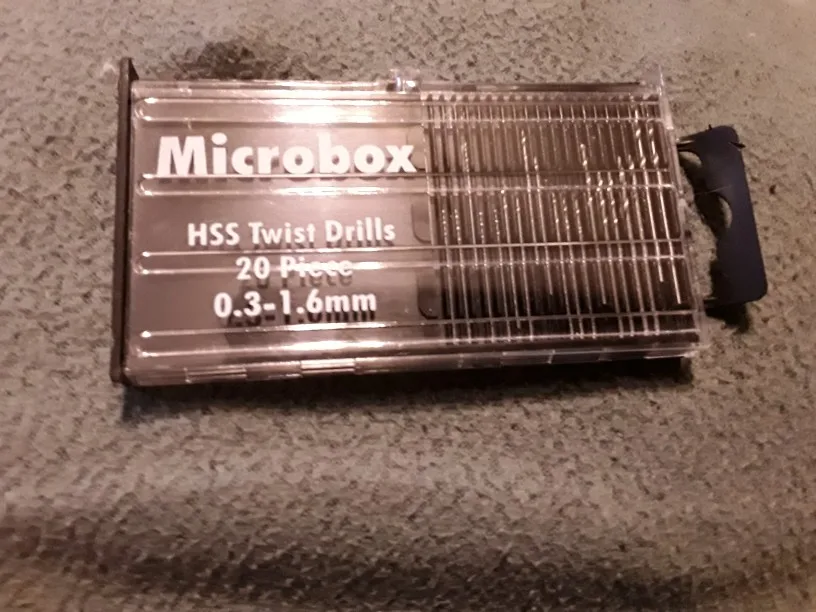 Microbox
HSS Twist Drills
20 Piece
0.3-1.6mm